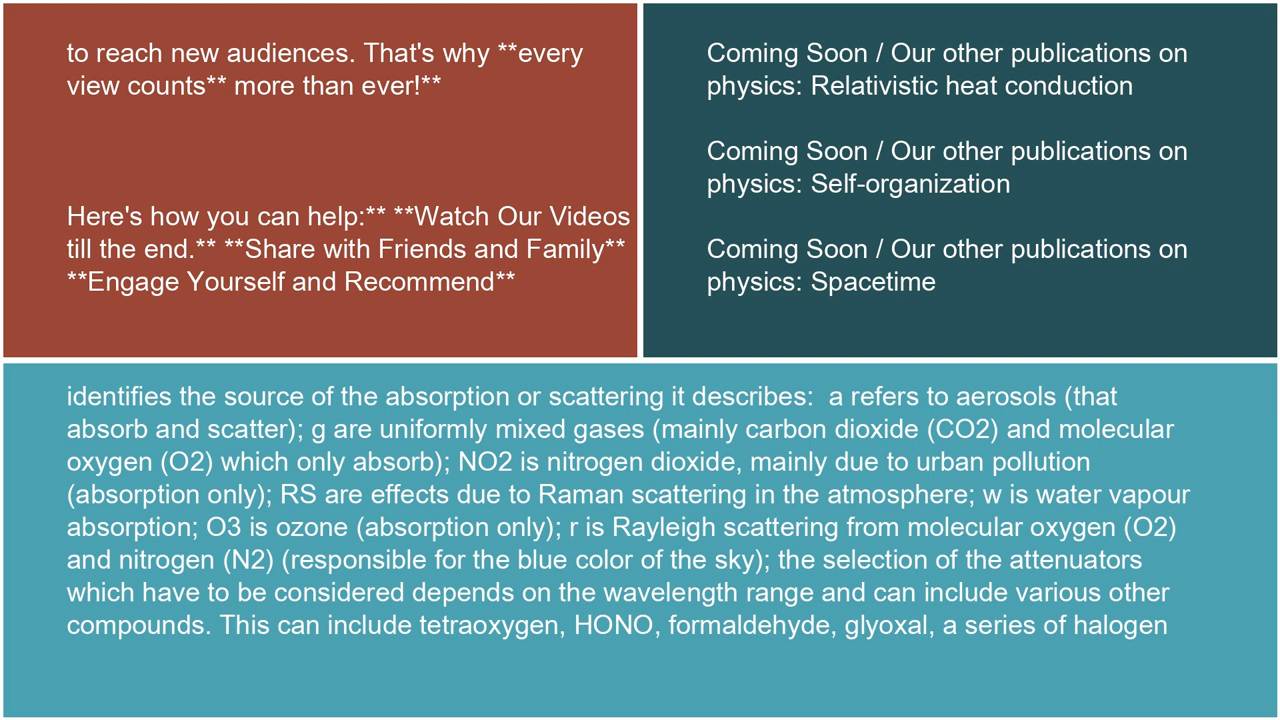 to reach new audiences. That's why **every
view counts** more than ever!**
Here's how you can help:** **Watch Our Videos
till the end.** **Share with Friends and Family**
**Engage Yourself and Recommend**
Coming Soon / Our other publications on
physics: Relativistic heat conduction
Coming Soon / Our other publications on
physics: Self-organization
Coming Soon / Our other publications on
physics: Spacetime
identifies the source of the absorption or scattering it describes:  a refers to aerosols (that
absorb and scatter); g are uniformly mixed gases (mainly carbon dioxide (CO2) and molecular
oxygen (O2) which only absorb); NO2 is nitrogen dioxide, mainly due to urban pollution
(absorption only); RS are effects due to Raman scattering in the atmosphere; w is water vapour
absorption; O3 is ozone (absorption only); r is Rayleigh scattering from molecular oxygen (O2)
and nitrogen (N2) (responsible for the blue color of the sky); the selection of the attenuators
which have to be considered depends on the wavelength range and can include various other
compounds. This can include tetraoxygen, HONO, formaldehyde, glyoxal, a series of halogen